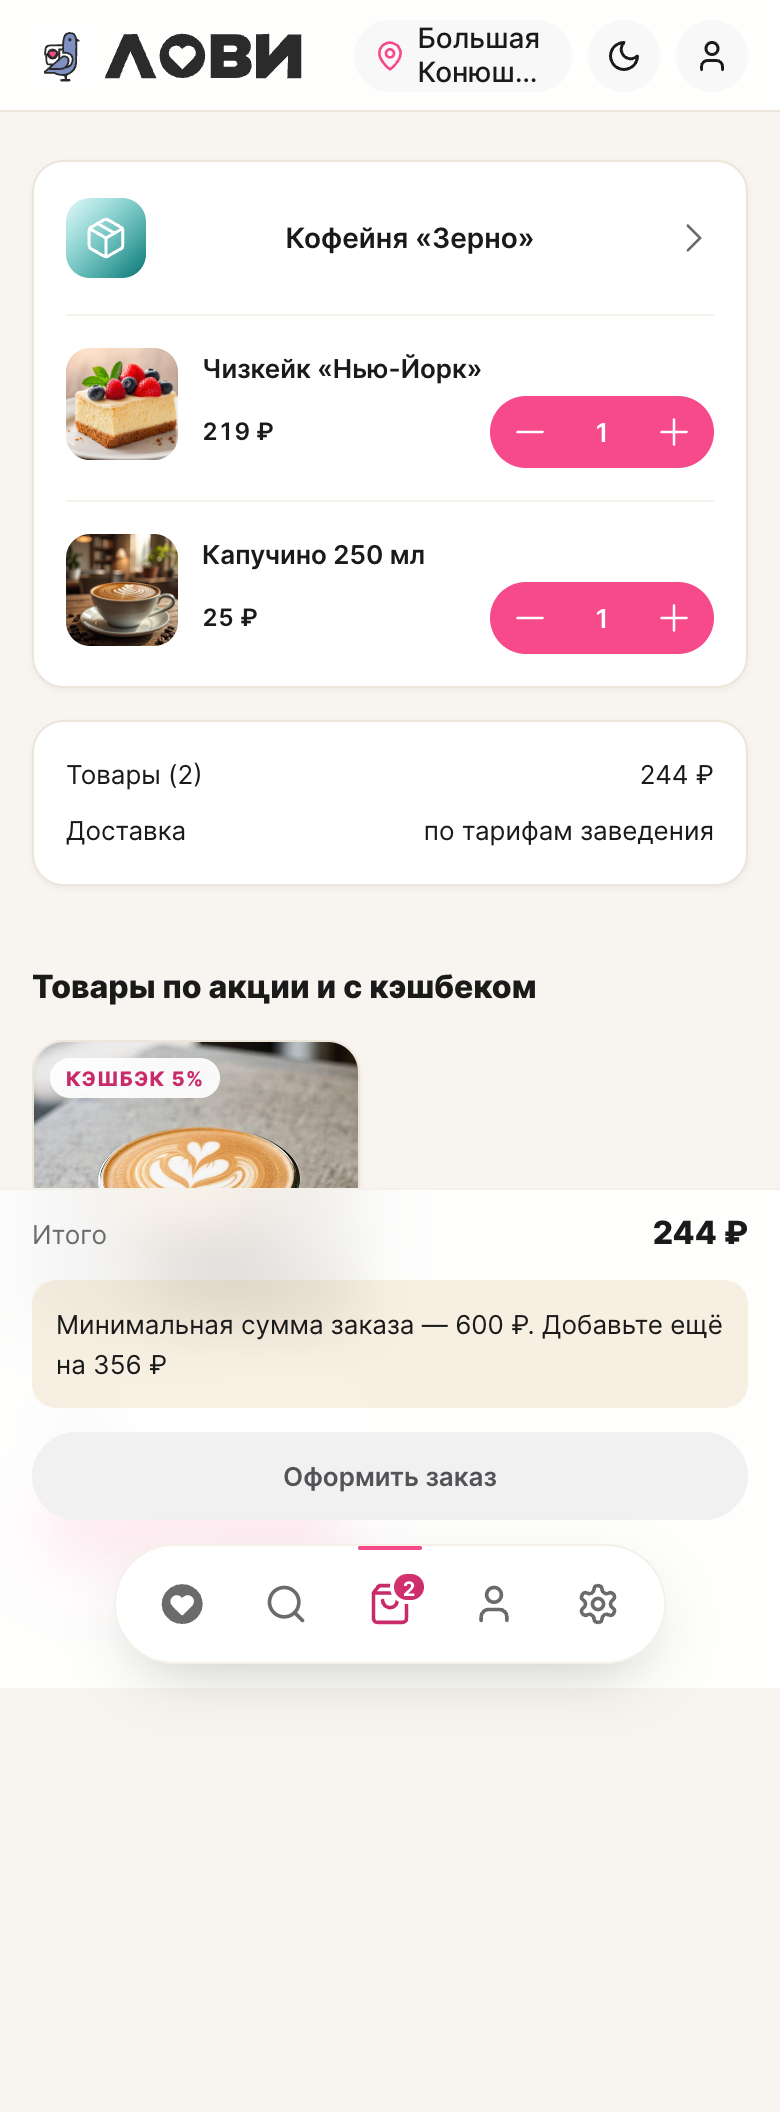 ЛОВИ
Большая
Конюш...
Кофейня «Зерно»
Чизкейк «Нью-Йорк»
219 ₽
1
Капучино 250 мл
25 ₽
1
Товары (2)
244 ₽
Доставка
по тарифам заведения
Товары по акции и с кэшбеком
КЭШБЭК 5%
Итого
244 ₽
Минимальная сумма заказа — 600 ₽. Добавьте ещё
на 356 ₽
Оформить заказ
2